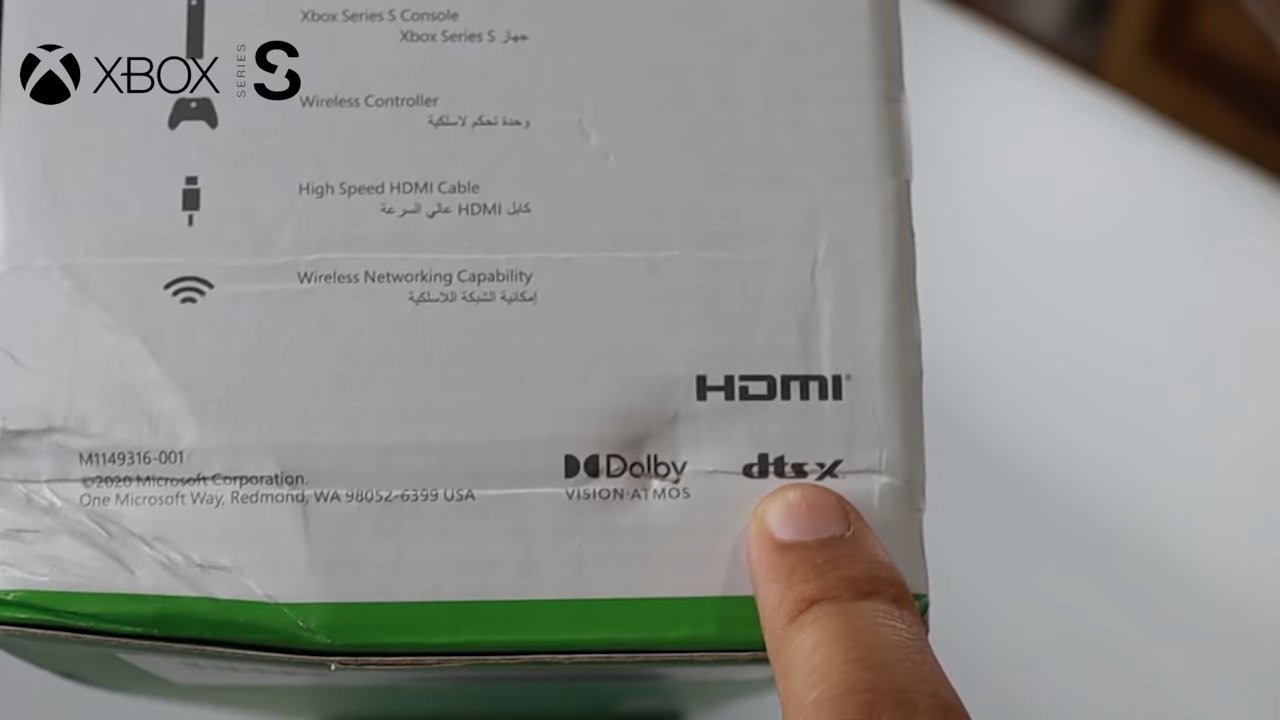 Xbox Series S Console
جهاز Xbox Series S
XBOX SERIES S
Wireless Controller
وحدة تحكم لاسلكية
High Speed HDMI Cable
كابل HDMI عالي السرعة
Wireless Networking Capability
إمكانية الشبكة اللاسلكية
HDMI®
M1149316-001
©2020 Microsoft Corporation.
One Microsoft Way, Redmond, WA 98052-6399 USA
Dolby
VISION·ATMOS
dts x